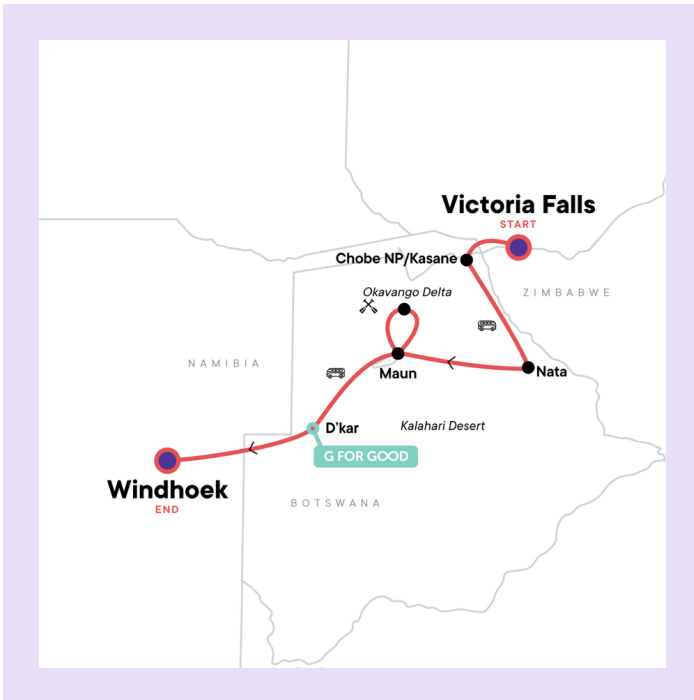 Victoria Falls
START
Chobe NP/Kasane
Okavango Delta
ZIMBABWE
NAMIBIA
Maun
Nata
D'kar
Kalahari Desert
G FOR GOOD
Windhoek
END
BOTSWANA